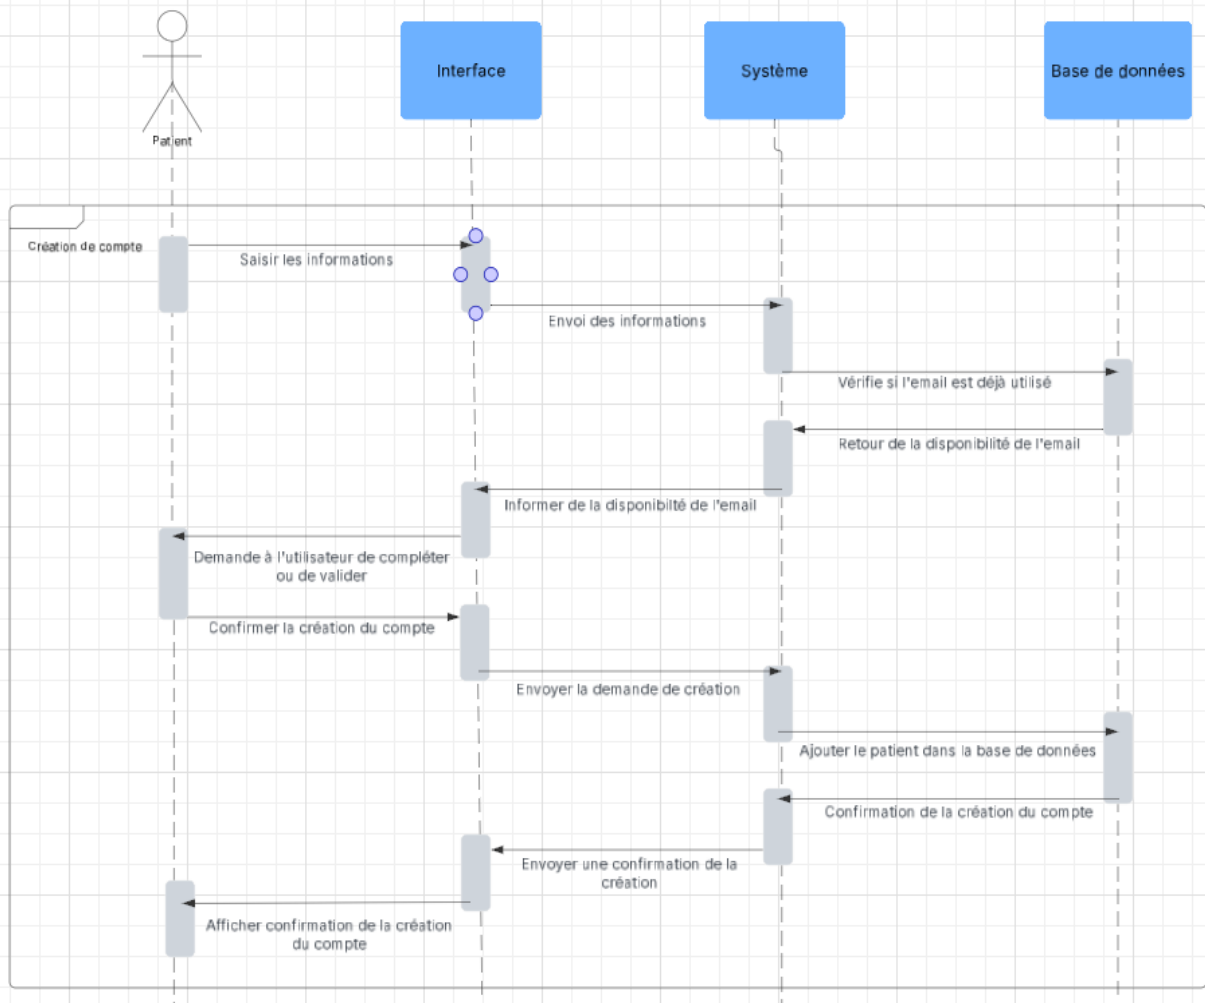 Interface
Système
Base de données
Patient
Création de compte
Saisir les informations
Envoi des informations
Vérifie si l'email est déjà utilisé
Retour de la disponibilité de l'email
Informer de la disponibilté de l'email
Demande à l'utilisateur de compléter
ou de valider
Confirmer la création du compte
Envoyer la demande de création
Ajouter le patient dans la base de données
Confirmation de la création du compte
Envoyer une confirmation de la
création
Afficher confirmation de la création
du compte